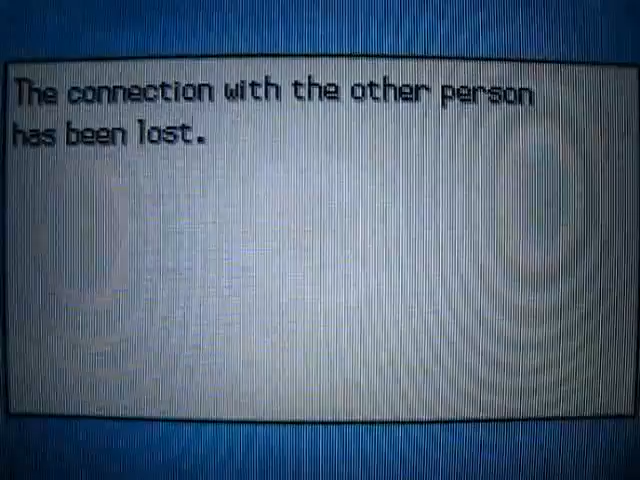 The connection with the other person
has been lost.